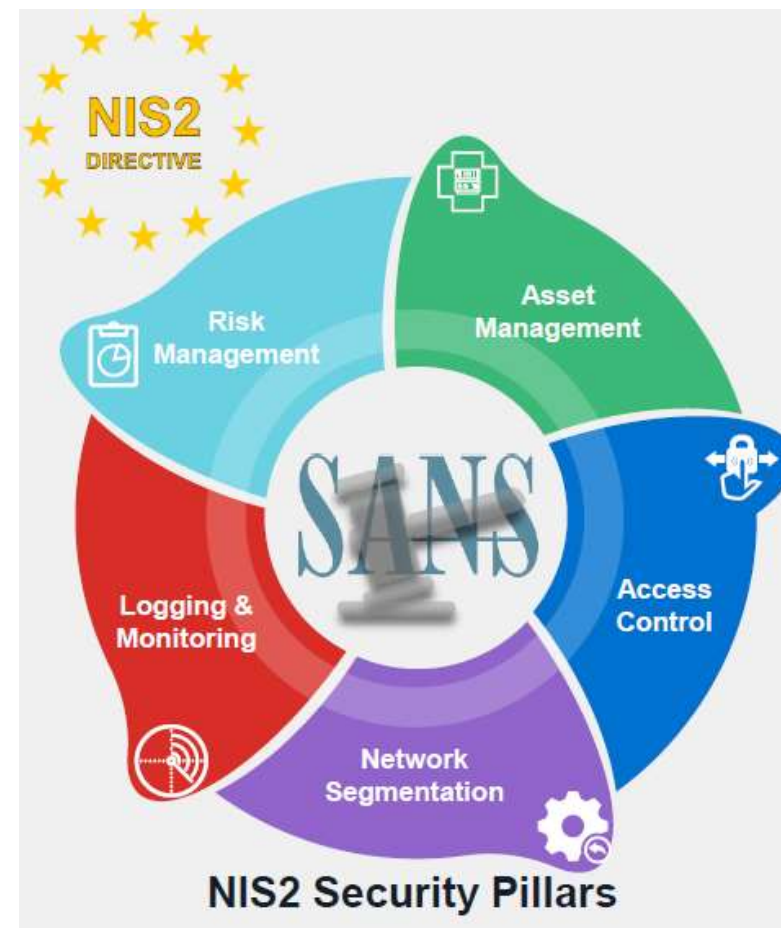 NIS2
DIRECTIVE
Asset
Management
Risk
Management
SANS
Access
Control
Logging &
Monitoring
Network
Segmentation
NIS2 Security Pillars